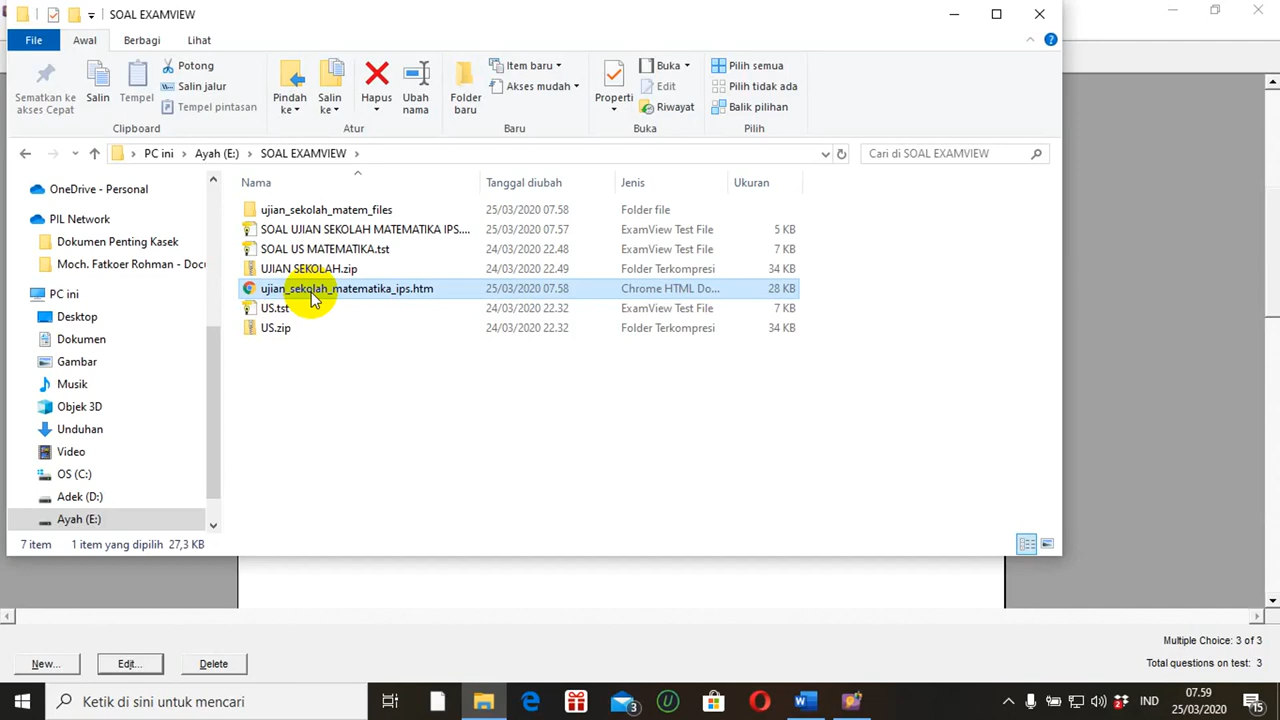 SOAL EXAMVIEW
File Awal Berbagi Lihat
Sematkan ke akses Cepat
Salin
Tempel
Potong
Salin jalur
Tempel pintasan
Clipboard
Pindah ke
Salin ke
Hapus
Ubah nama
Atur
Folder baru
Item baru
Akses mudah
Baru
Properti
Buka
Edit
Riwayat
Buka
Pilih semua
Pilih tidak ada
Balik pilihan
Pilih
PC ini Ayah (E:) SOAL EXAMVIEW
Cari di SOAL EXAMVIEW
Nama Tanggal diubah Jenis Ukuran
ujian_sekolah_matem_files 25/03/2020 07.58 Folder file
SOAL UJIAN SEKOLAH MATEMATIKA IPS.... 25/03/2020 07.57 ExamView Test File 5 KB
SOAL US MATEMATIKA.tst 24/03/2020 22.48 ExamView Test File 7 KB
UJIAN SEKOLAH.zip 24/03/2020 22.49 Folder Terkompresi 34 KB
ujian_sekolah_matematika_ips.htm 25/03/2020 07.58 Chrome HTML Do... 28 KB
US.tst 24/03/2020 22.32 ExamView Test File 7 KB
US.zip 24/03/2020 22.32 Folder Terkompresi 34 KB
OneDrive - Personal
PIL Network
Dokumen Penting Kasek
Moch. Fatkoer Rohman - Doku
PC ini
Desktop
Dokumen
Gambar
Musik
Objek 3D
Unduhan
Video
OS (C:)
Adek (D:)
Ayah (E:)
7 item 1 item yang dipilih 27,3 KB
Multiple Choice: 3 of 3
New... Edit... Delete
Total questions on test: 3
Ketik di sini untuk mencari
3
IND
07.59
25/03/2020
15